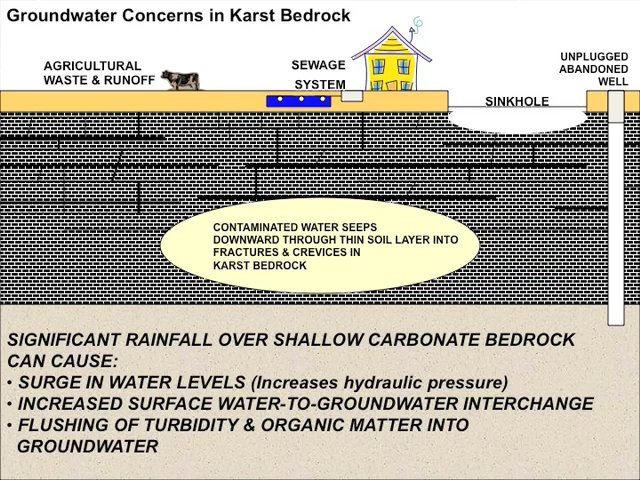 Groundwater Concerns in Karst Bedrock
AGRICULTURAL
WASTE & RUNOFF
SEWAGE
SYSTEM
UNPLUGGED
ABANDONED
WELL
SINKHOLE
CONTAMINATED WATER SEEPS
DOWNWARD THROUGH THIN SOIL LAYER INTO
FRACTURES & CREVICES IN
KARST BEDROCK
SIGNIFICANT RAINFALL OVER SHALLOW CARBONATE BEDROCK
CAN CAUSE:
• SURGE IN WATER LEVELS (Increases hydraulic pressure)
• INCREASED SURFACE WATER-TO-GROUNDWATER INTERCHANGE
• FLUSHING OF TURBIDITY & ORGANIC MATTER INTO
GROUNDWATER